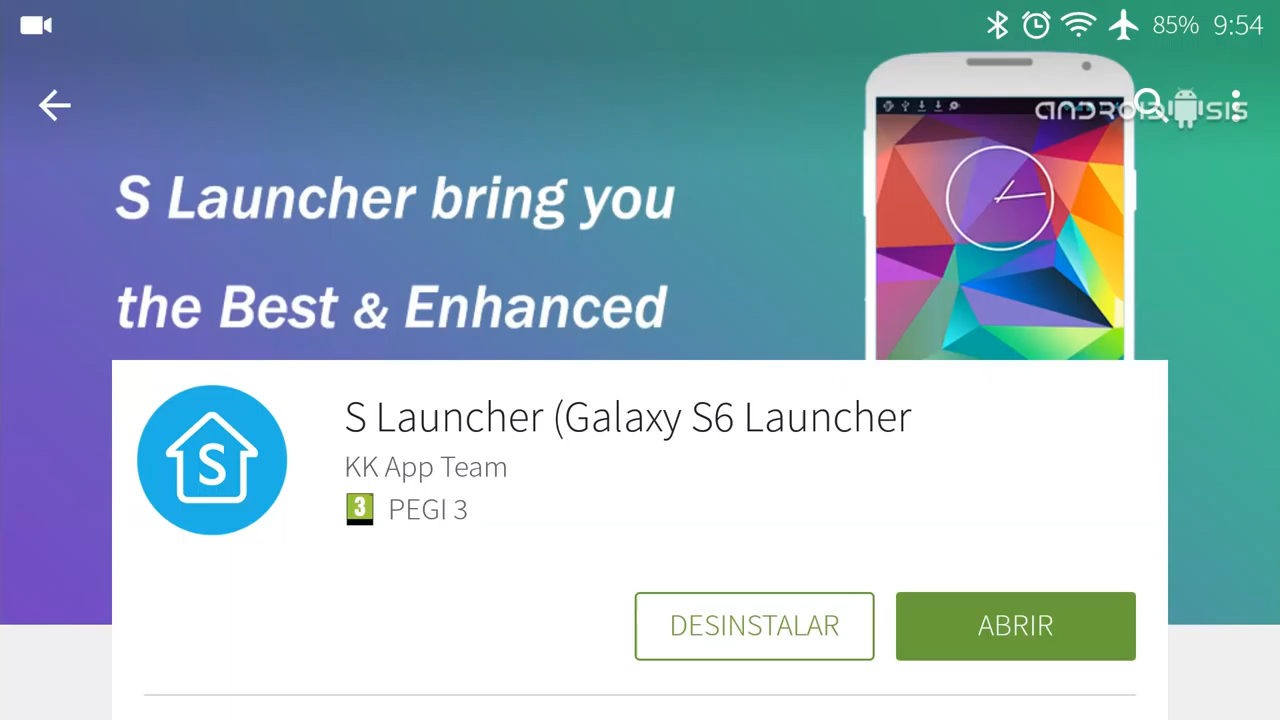 85% 9:54
ANDROIDSIS
S Launcher bring you
the Best & Enhanced
S
S Launcher (Galaxy S6 Launcher
KK App Team
3 PEGI 3
DESINSTALAR ABRIR